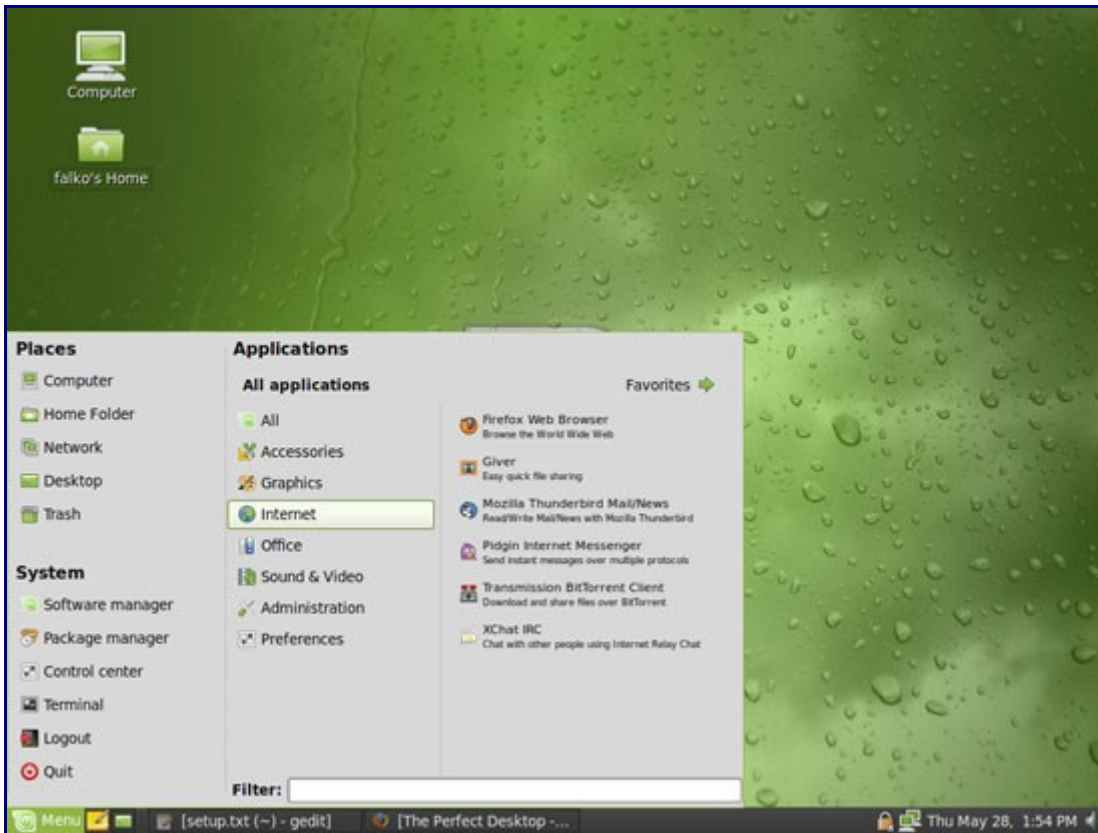 Computer
falko's Home
Places
Computer
Home Folder
Network
Desktop
Trash
System
Software manager
Package manager
Control center
Terminal
Logout
Quit
Applications
All applications
Favorites
All
Accessories
Graphics
Internet
Office
Sound & Video
Administration
Preferences
Firefox Web Browser
Browse the World Wide Web
Giver
Easy quick file sharing
Mozilla Thunderbird Mail/News
Read/Write Mail/News with Mozilla Thunderbird
Pidgin Internet Messenger
Send instant messages over multiple protocols
Transmission BitTorrent Client
Download and share files over BitTorrent
XChat IRC
Chat with other people using Internet Relay Chat
Filter:
Menu
[setup.txt (~) - gedit]
[The Perfect Desktop -...
Thu May 28, 1:54 PM